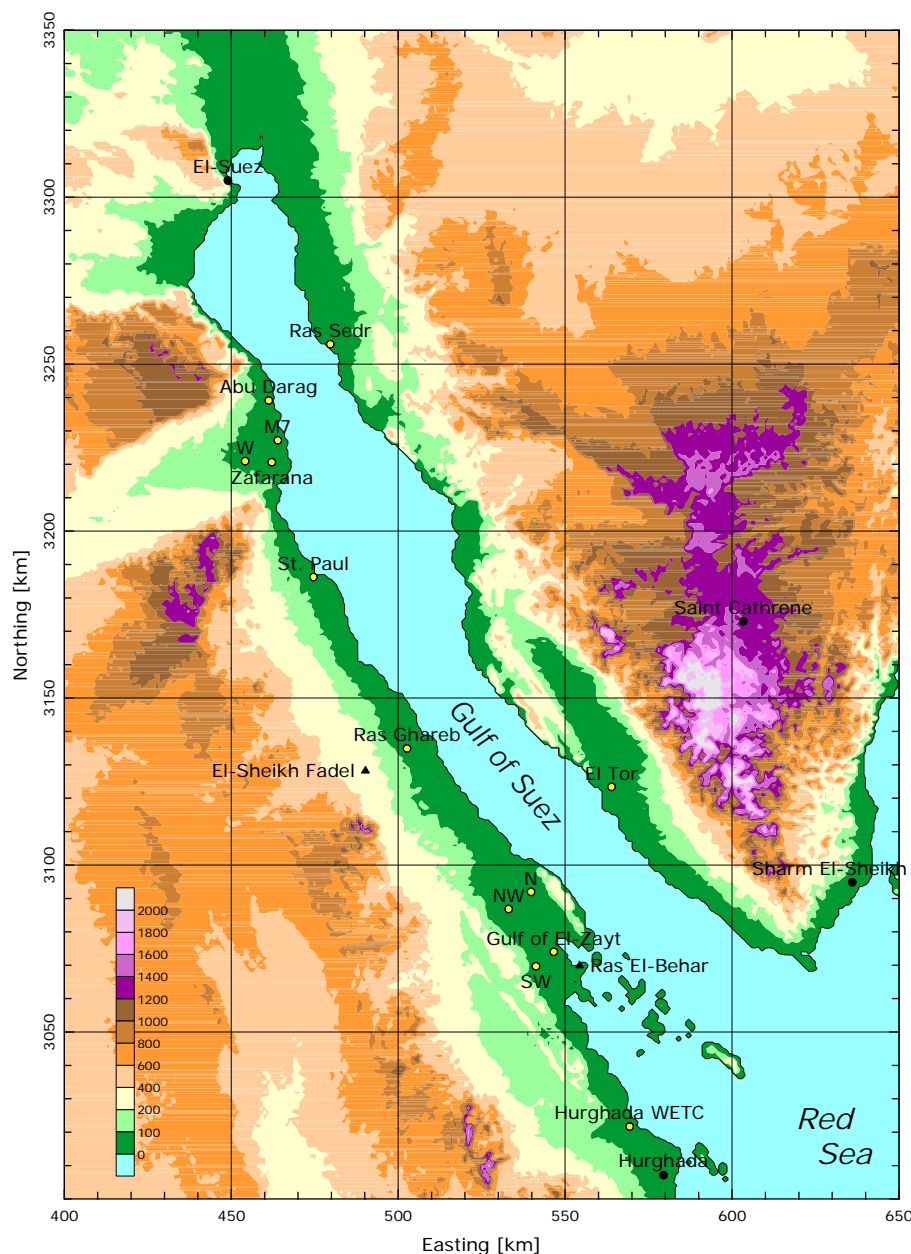 3350
3300
3250
3200
3150
3100
3050
Northing [km]
El-Suez
Ras Sedr
Abu Darag
M7
W
Zafarana
St. Paul
Saint Cathrene
Gulf of Suez
Ras Ghareb
El-Sheikh Fadel
El Tor
Sharm El-Sheikh
N
NW
Gulf of El-Zayt
Ras El-Behar
SW
2000
1800
1600
1400
1200
1000
800
600
400
200
100
0
Hurghada WETC
Red
Sea
Hurghada
400 450 500 550 600 650
Easting [km]